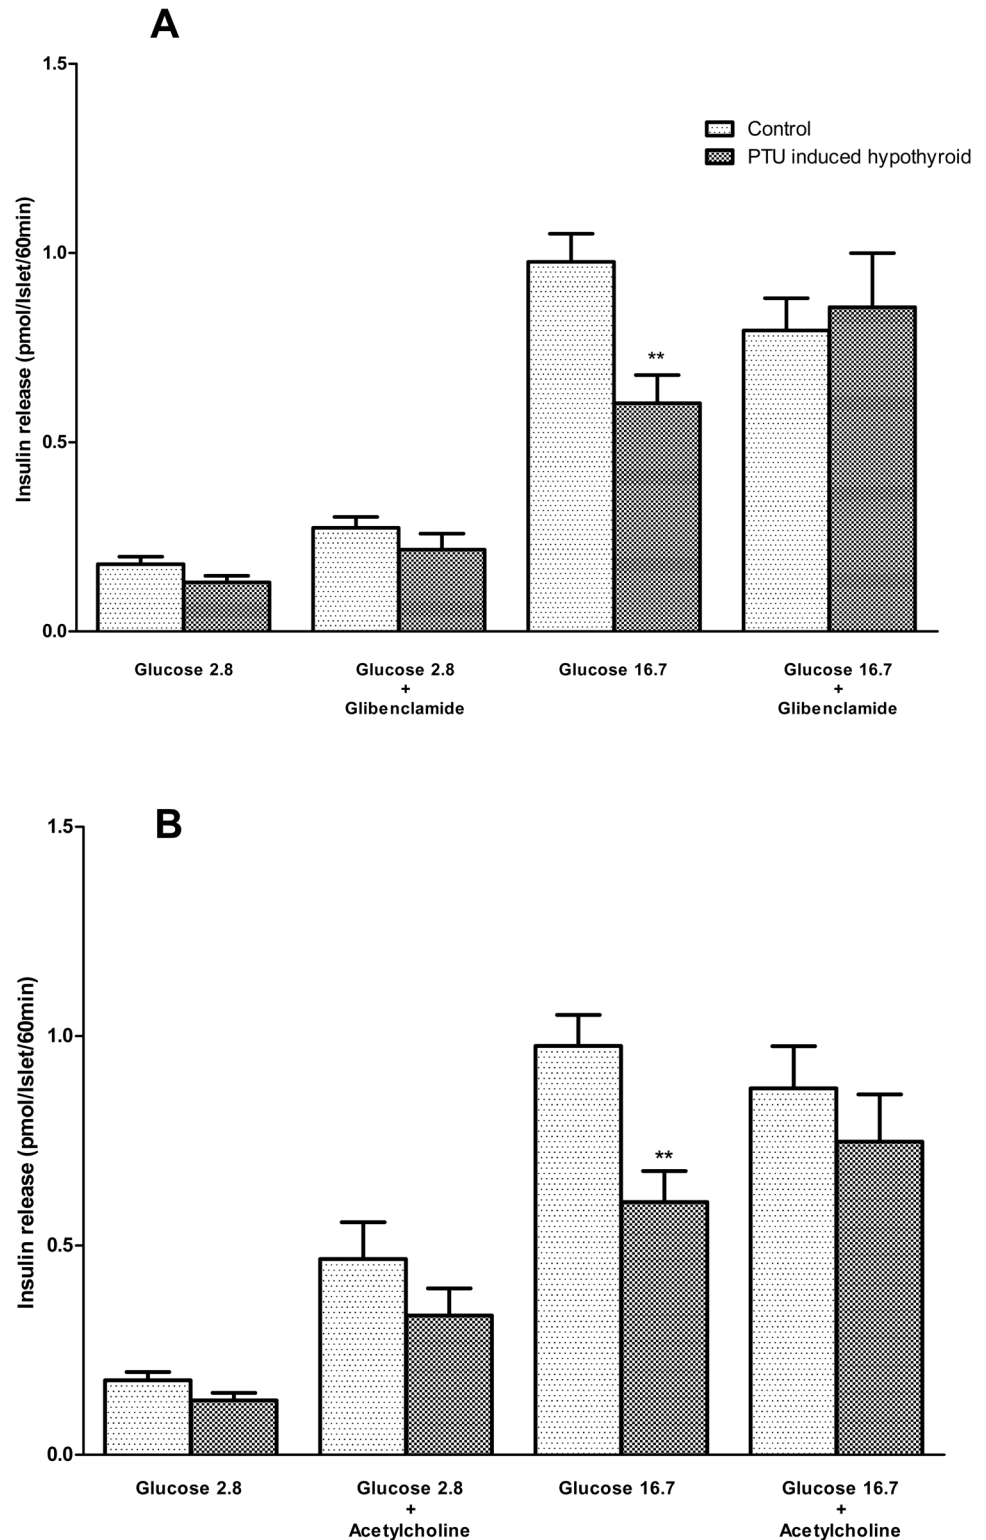 A
1.5
Control
PTU induced hypothyroid
Insulin release (pmol/Islet/60min)
1.0
**
0.5
0.0
Glucose 2.8
Glucose 2.8
+
Glibenclamide
Glucose 16.7
Glucose 16.7
+
Glibenclamide
B
1.5
Insulin release (pmol/Islet/60min)
1.0
**
0.5
0.0
Glucose 2.8
Glucose 2.8
+
Acetylcholine
Glucose 16.7
Glucose 16.7
+
Acetylcholine